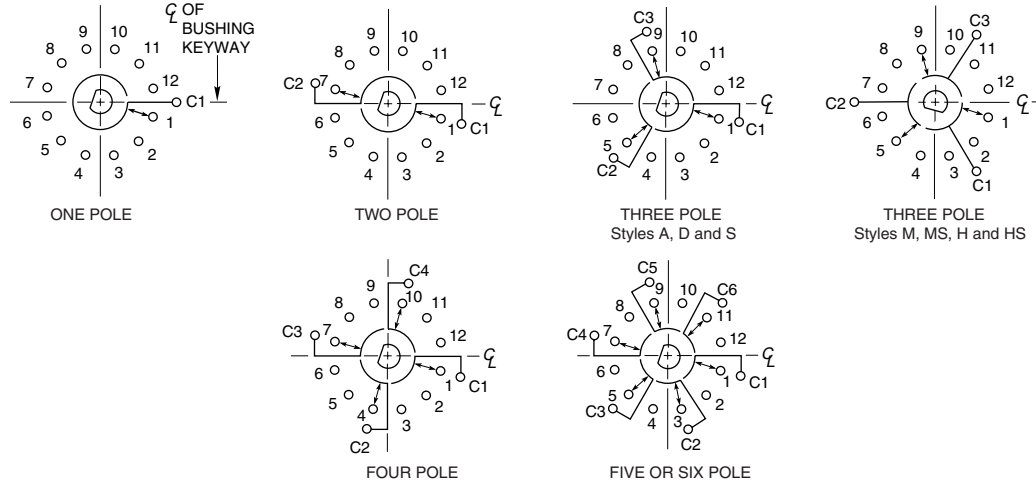 ℄ OF
BUSHING
KEYWAY
9 10
8 11
7 12
C1
6 1
5 2
4 3
ONE POLE
9 10
8 11
C2 7 12
℄
6 1 C1
5 2
4 3
TWO POLE
C3
9 10
8 11
7 12
℄
6 1 C1
5 2
C2 4 3
THREE POLE
Styles A, D and S
C3
9 10
8 11
7 12
C2 ℄
6 1
5 2
4 3
C1
THREE POLE
Styles M, MS, H and HS
C4
9 10
8 11
C3 7 12
℄
6 1 C1
5 2
4 3
C2
FOUR POLE
C5 C6
9 10
8 11
C4 7 12
℄
6 1 C1
5 2
C3 4 3
C2
FIVE OR SIX POLE